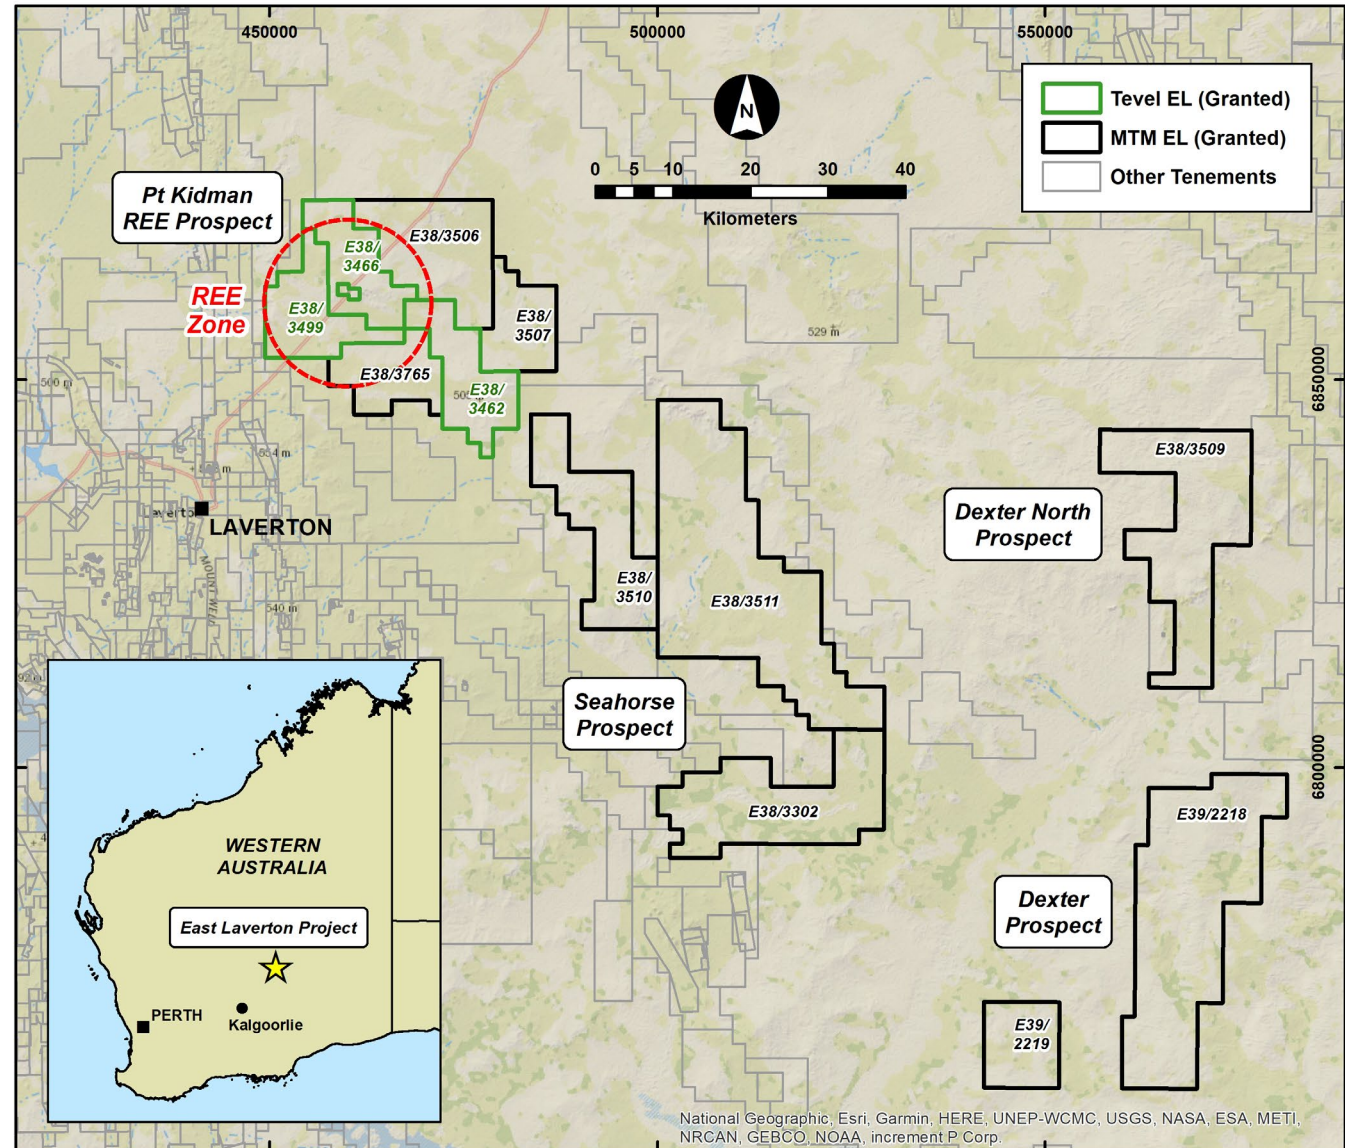 450000
500000
550000
Tevel EL (Granted)
MTM EL (Granted)
Other Tenements
N
0 5 10 20 30 40
Kilometers
Pt Kidman
REE Prospect
E38/3506
E38/
3466
REE
Zone
E38/
3499
E38/
3507
529 m
E38/3765
500 m
E38/
3462
6850000
E38/3509
LAVERTON
Dexter North
Prospect
MOUNT WELD
540 m
E38/
3510
E38/3511
Seahorse
Prospect
6800000
E38/3302
E39/2218
Dexter
Prospect
E39/
2219
WESTERN
AUSTRALIA
East Laverton Project
PERTH
Kalgoorlie
National Geographic, Esri, Garmin, HERE, UNEP-WCMC, USGS, NASA, ESA, METI,
NRCAN, GEBCO, NOAA, increment P Corp.